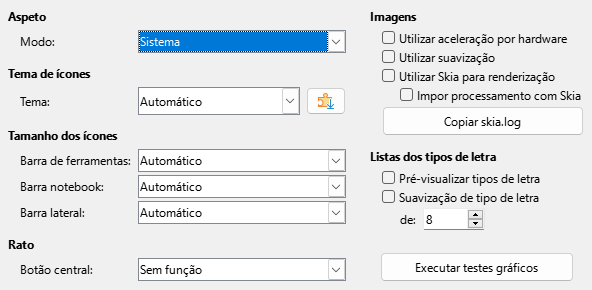 Aspeto
Modo: Sistema
Tema de ícones
Tema: Automático
Tamanho dos ícones
Barra de ferramentas: Automático
Barra notebook: Automático
Barra lateral: Automático
Rato
Botão central: Sem função
Imagens
Utilizar aceleração por hardware
Utilizar suavização
Utilizar Skia para renderização
Impor processamento com Skia
Copiar skia.log
Listas dos tipos de letra
Pré-visualizar tipos de letra
Suavização de tipo de letra
de: 8
Executar testes gráficos